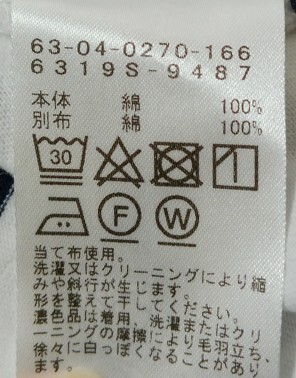 63-04-0270-166
6319S-9487
本体 綿 100%
別布 綿 100%
30
F W
当て布使用。
洗濯又はクリーニングにより縮
みや斜行が生じます。
形を整えて干してください。
濃色品は着用、洗濯またはクリ
ーニングの摩擦により毛羽立ち、
徐々に白っぽくなることがあり
ます。